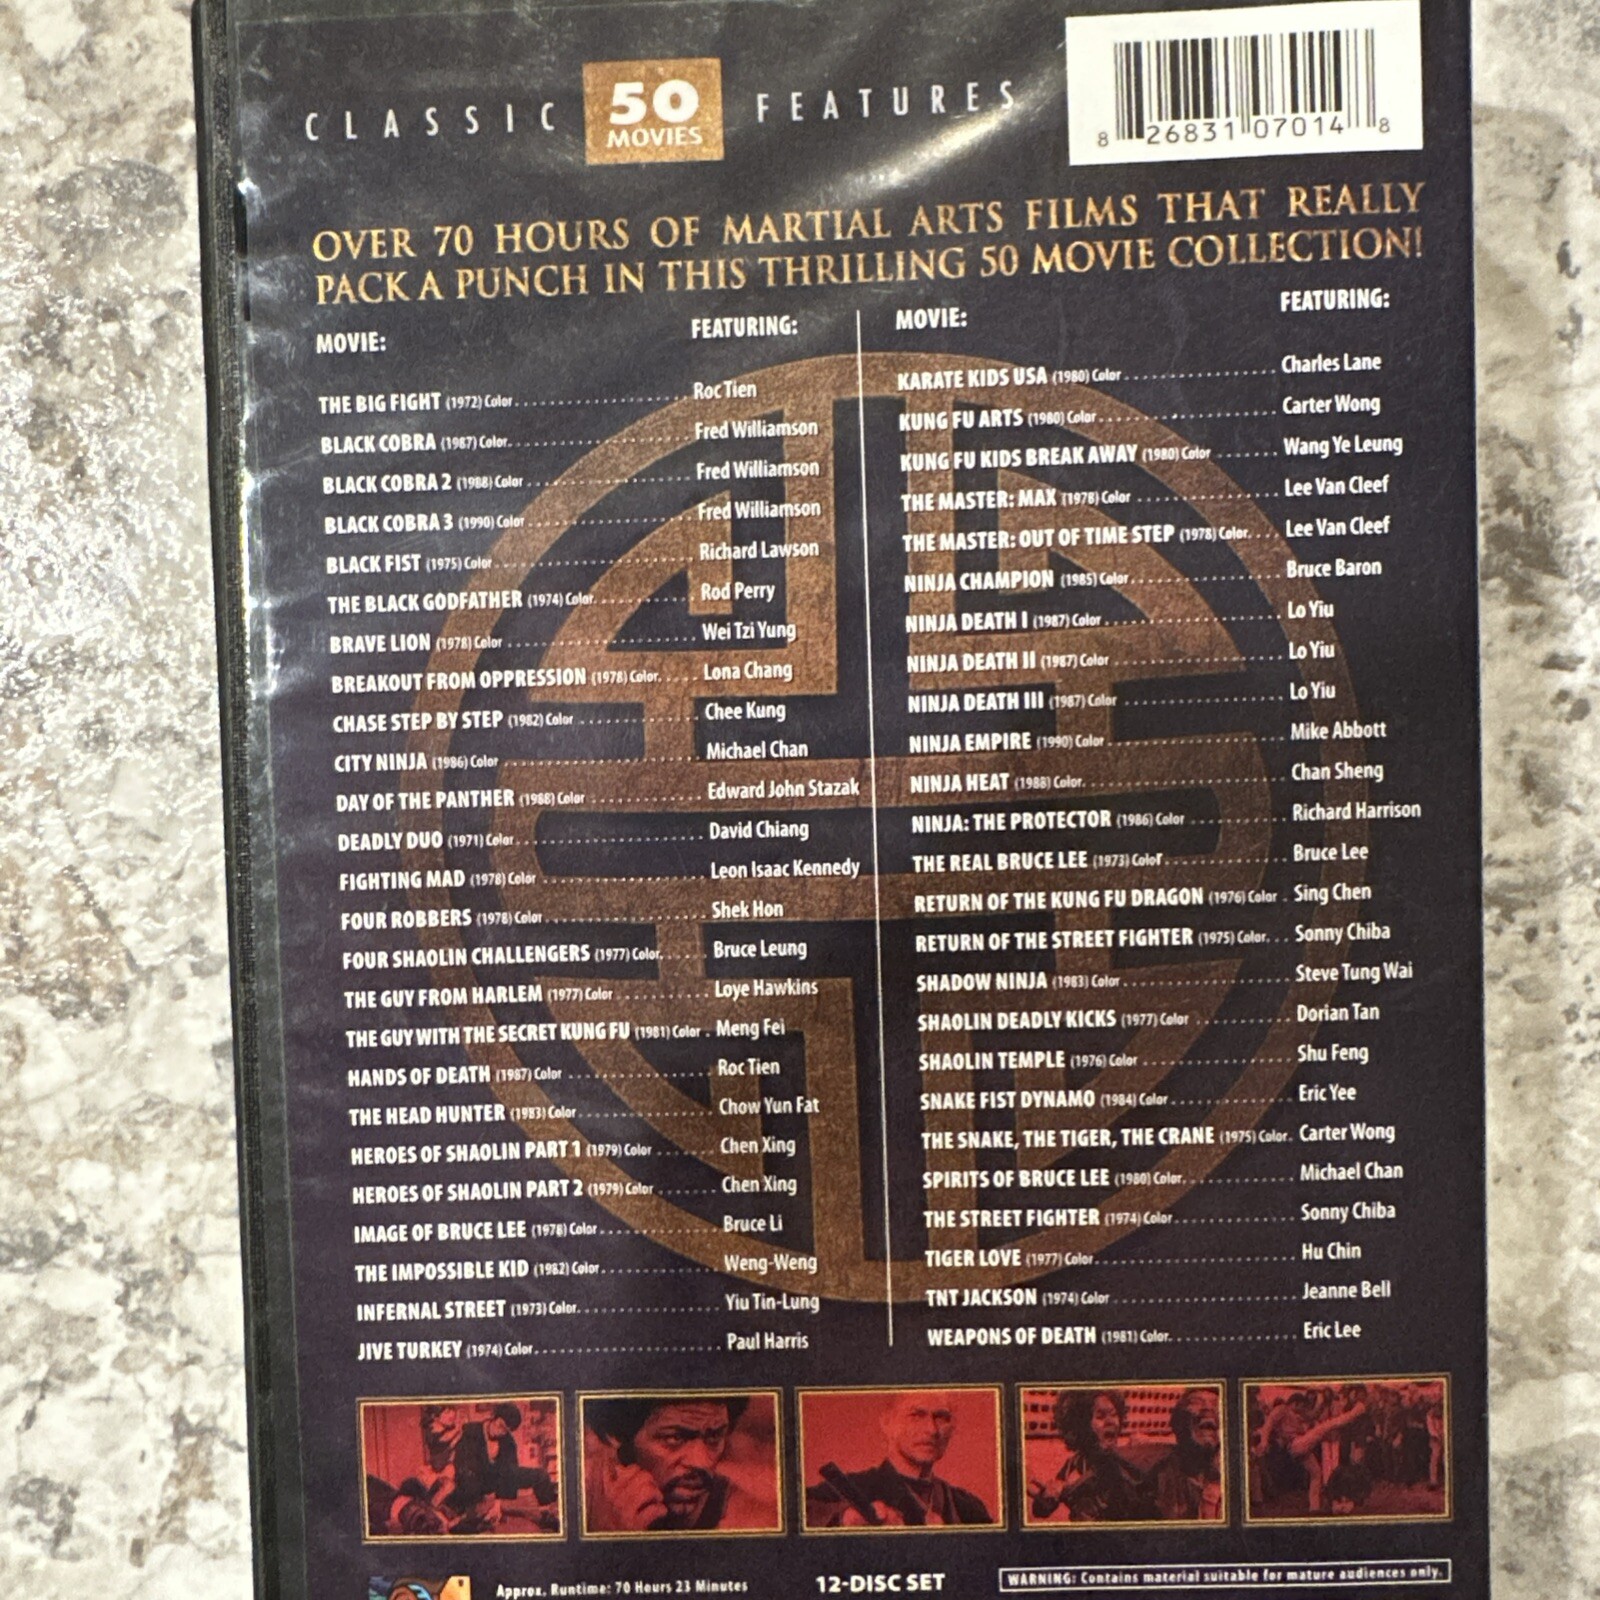 CLASSIC 50 MOVIES FEATURES
8 26831 07014 8
OVER 70 HOURS OF MARTIAL ARTS FILMS THAT REALLY
PACK A PUNCH IN THIS THRILLING 50 MOVIE COLLECTION!
MOVIE: FEATURING:
THE BIG FIGHT (1972) Color Roc Tien
BLACK COBRA (1987) Color Fred Williamson
BLACK COBRA 2 (1988) Color Fred Williamson
BLACK COBRA 3 (1990) Color Fred Williamson
BLACK FIST (1975) Color Richard Lawson
THE BLACK GODFATHER (1974) Color Rod Perry
BRAVE LION (1978) Color Wei Tzi Yung
BREAKOUT FROM OPPRESSION (1978) Color Lona Chang
CHASE STEP BY STEP (1982) Color Chee Kung
CITY NINJA (1986) Color Michael Chan
DAY OF THE PANTHER (1988) Color Edward John Stazak
DEADLY DUO (1971) Color David Chiang
FIGHTING MAD (1978) Color Leon Isaac Kennedy
FOUR ROBBERS (1978) Color Shek Hon
FOUR SHAOLIN CHALLENGERS (1977) Color Bruce Leung
THE GUY FROM HARLEM (1977) Color Loye Hawkins
THE GUY WITH THE SECRET KUNG FU (1981) Color Meng Fei
HANDS OF DEATH (1987) Color Roc Tien
THE HEAD HUNTER (1983) Color Chow Yun Fat
HEROES OF SHAOLIN PART 1 (1979) Color Chen Xing
HEROES OF SHAOLIN PART 2 (1979) Color Chen Xing
IMAGE OF BRUCE LEE (1978) Color Bruce Li
THE IMPOSSIBLE KID (1982) Color Weng-Weng
INFERNAL STREET (1973) Color Yiu Tin-Lung
JIVE TURKEY (1974) Color Paul Harris
MOVIE: FEATURING:
KARATE KIDS USA (1980) Color Charles Lane
KUNG FU ARTS (1980) Color Carter Wong
KUNG FU KIDS BREAK AWAY (1980) Color Wang Ye Leung
THE MASTER: MAX (1978) Color Lee Van Cleef
THE MASTER: OUT OF TIME STEP (1978) Color Lee Van Cleef
NINJA CHAMPION (1985) Color Bruce Baron
NINJA DEATH I (1987) Color Lo Yiu
NINJA DEATH II (1987) Color Lo Yiu
NINJA DEATH III (1987) Color Lo Yiu
NINJA EMPIRE (1990) Color Mike Abbott
NINJA HEAT (1988) Color Chan Sheng
NINJA: THE PROTECTOR (1986) Color Richard Harrison
THE REAL BRUCE LEE (1973) Color Bruce Lee
RETURN OF THE KUNG FU DRAGON (1976) Color Sing Chen
RETURN OF THE STREET FIGHTER (1975) Color Sonny Chiba
SHADOW NINJA (1983) Color Steve Tung Wai
SHAOLIN DEADLY KICKS (1977) Color Dorian Tan
SHAOLIN TEMPLE (1976) Color Shu Feng
SNAKE FIST DYNAMO (1984) Color Eric Yee
THE SNAKE, THE TIGER, THE CRANE (1975) Color Carter Wong
SPIRITS OF BRUCE LEE (1980) Color Michael Chan
THE STREET FIGHTER (1974) Color Sonny Chiba
TIGER LOVE (1977) Color Hu Chin
TNT JACKSON (1974) Color Jeanne Bell
WEAPONS OF DEATH (1981) Color Eric Lee
Approx. Runtime: 70 Hours 23 Minutes
12-DISC SET
WARNING: Contains material suitable for mature audiences only.